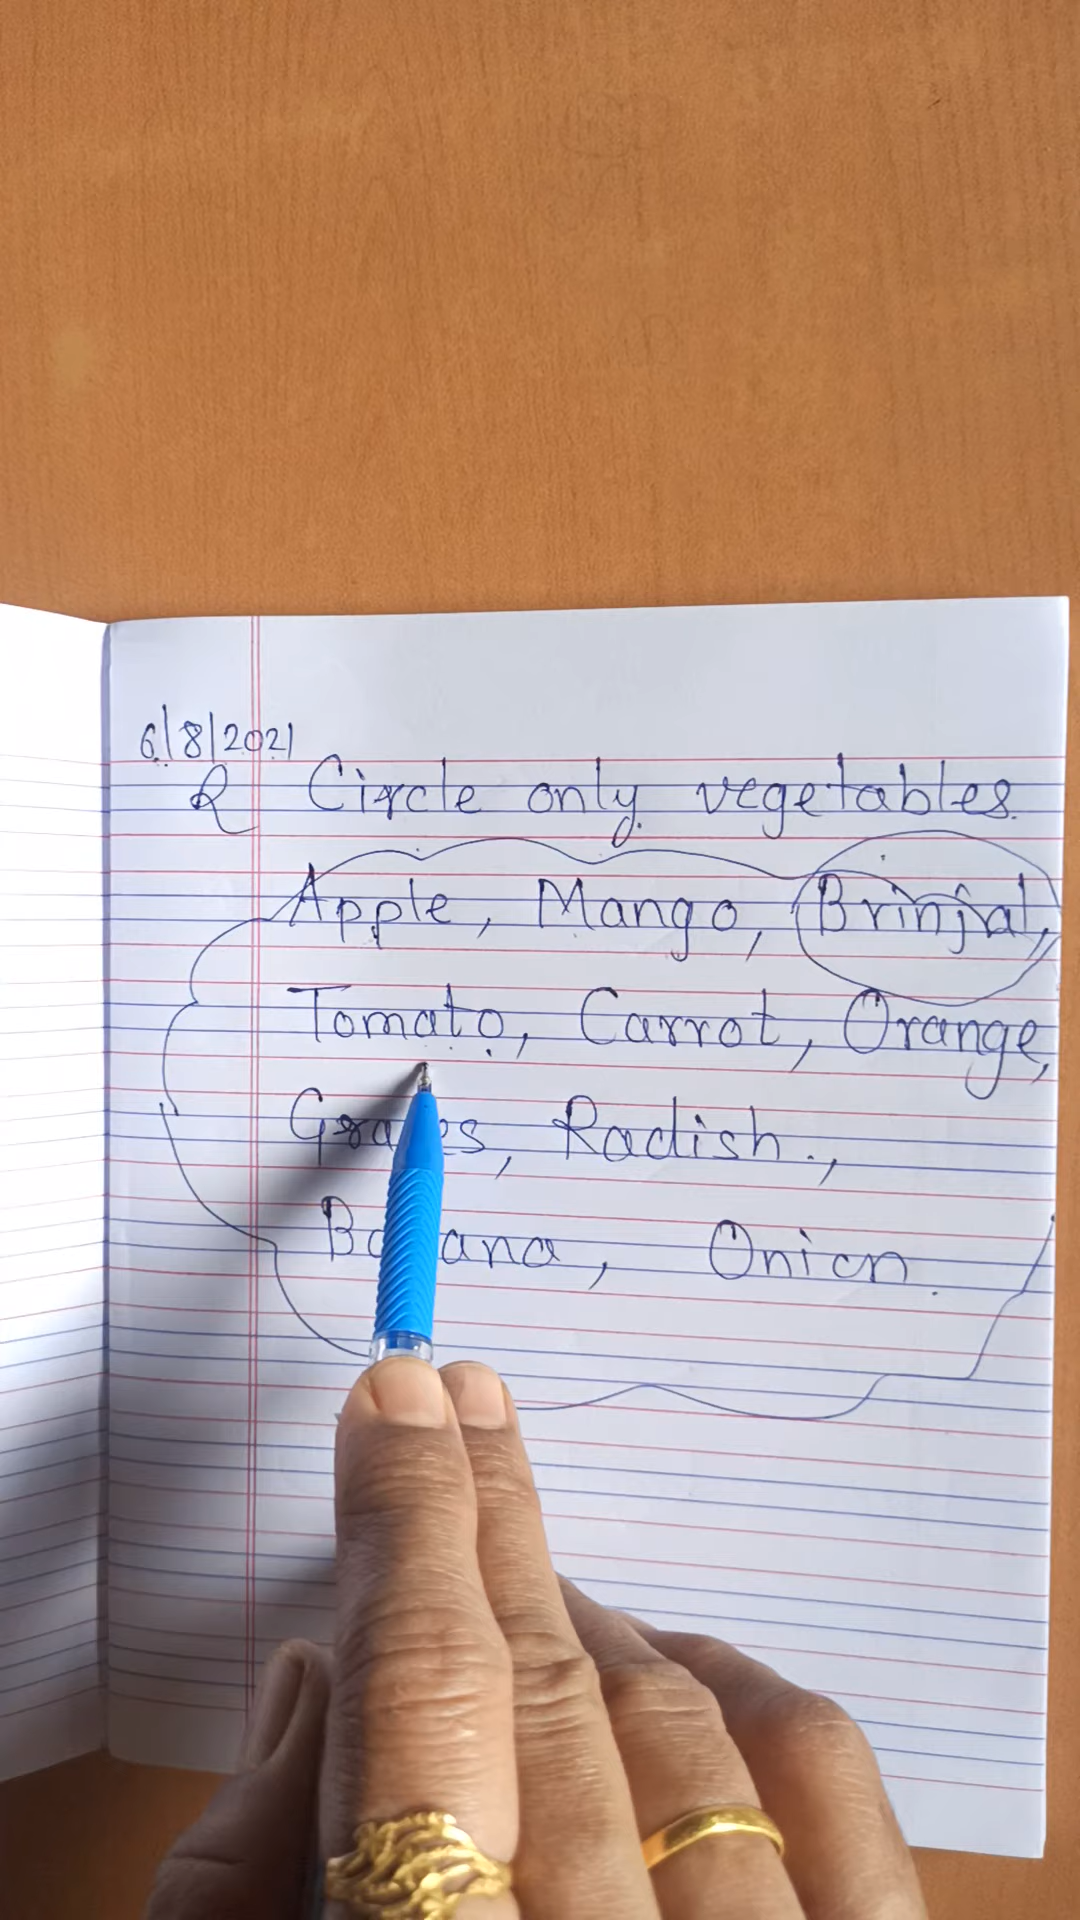 6/8/2021
Q Circle only vegetables.
Apple, Mango, Brinjal,
Tomato, Carrot, Orange,
Radish.,
Onion.